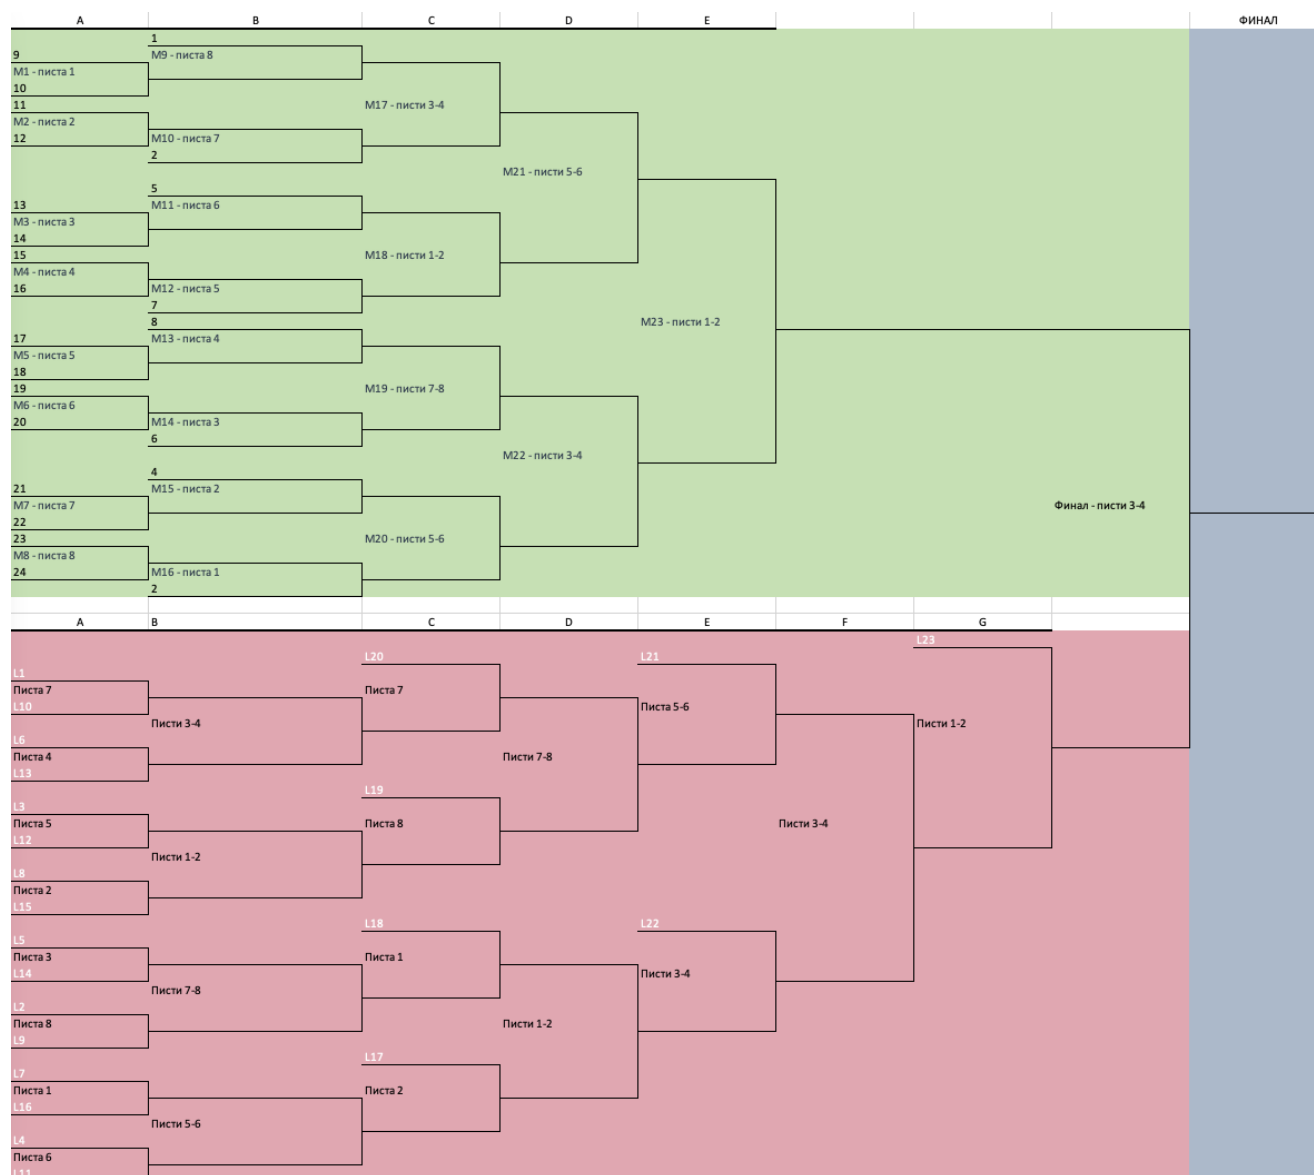 A B C D E ФИНАЛ
1
9 M9 - писта 8
M1 - писта 1
10
11 M17 - писти 3-4
M2 - писта 2
12 M10 - писта 7
2
M21 - писти 5-6
5
13 M11 - писта 6
M3 - писта 3
14
15 M18 - писти 1-2
M4 - писта 4
16 M12 - писта 5
7
8 M23 - писти 1-2
17 M13 - писта 4
M5 - писта 5
18
19 M19 - писти 7-8
M6 - писта 6
20 M14 - писта 3
6
M22 - писти 3-4
4
21 M15 - писта 2
M7 - писта 7 Финал - писти 3-4
22
23 M20 - писти 5-6
M8 - писта 8
24 M16 - писта 1
2
A B C D E F G
L23
L20 L21
L1
Писта 7 Писта 7
L10 Писта 5-6
Писти 3-4 Писти 1-2
L6
Писта 4 Писти 7-8
L13
L19
L3
Писта 5 Писта 8 Писти 3-4
L12
Писти 1-2
L8
Писта 2
L15
L18 L22
L5
Писта 3 Писта 1
L14 Писти 3-4
Писти 7-8
L2
Писта 8 Писти 1-2
L9
L17
L7
Писта 1 Писта 2
L16
Писти 5-6
L4
Писта 6
L11